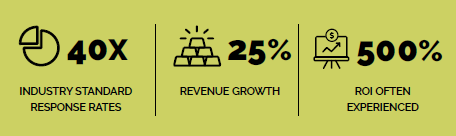 40X
INDUSTRY STANDARD
RESPONSE RATES
25%
REVENUE GROWTH
$
500%
ROI OFTEN
EXPERIENCED